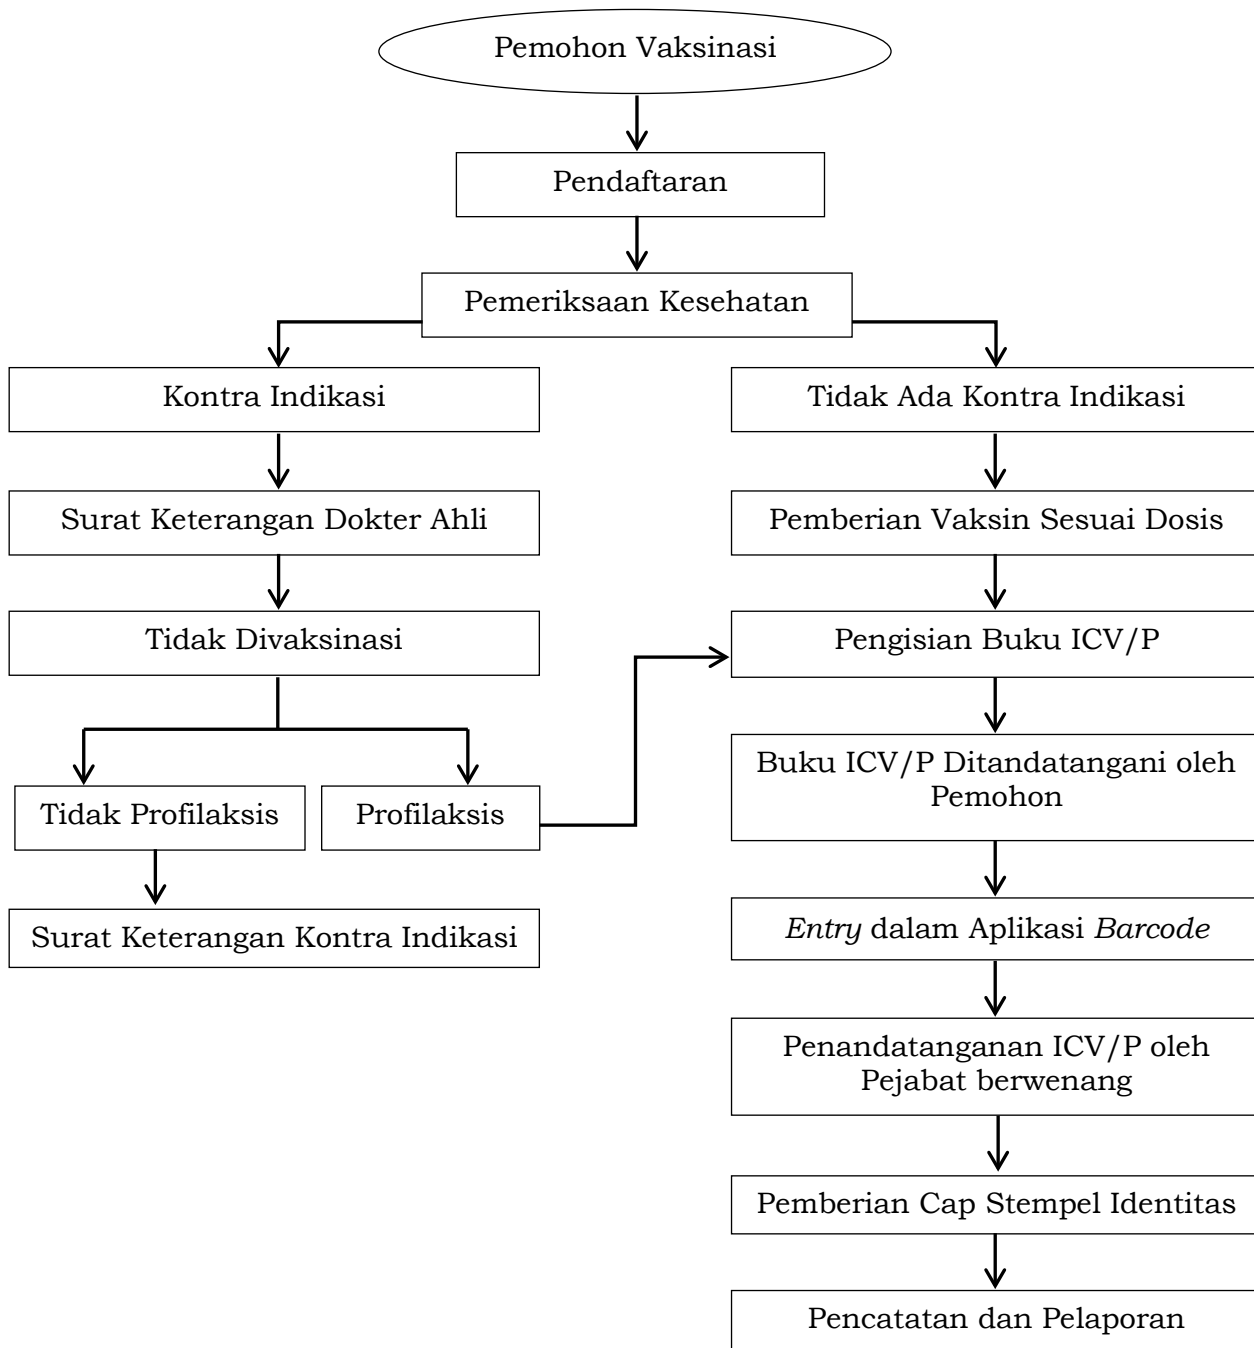 Pemohon Vaksinasi
Pendaftaran
Pemeriksaan Kesehatan
Kontra Indikasi
Tidak Ada Kontra Indikasi
Surat Keterangan Dokter Ahli
Pemberian Vaksin Sesuai Dosis
Tidak Divaksinasi
Pengisian Buku ICV/P
Buku ICV/P Ditandatangani oleh
Pemohon
Tidak Profilaksis
Profilaksis
Surat Keterangan Kontra Indikasi
Entry dalam Aplikasi Barcode
Penandatanganan ICV/P oleh
Pejabat berwenang
Pemberian Cap Stempel Identitas
Pencatatan dan Pelaporan